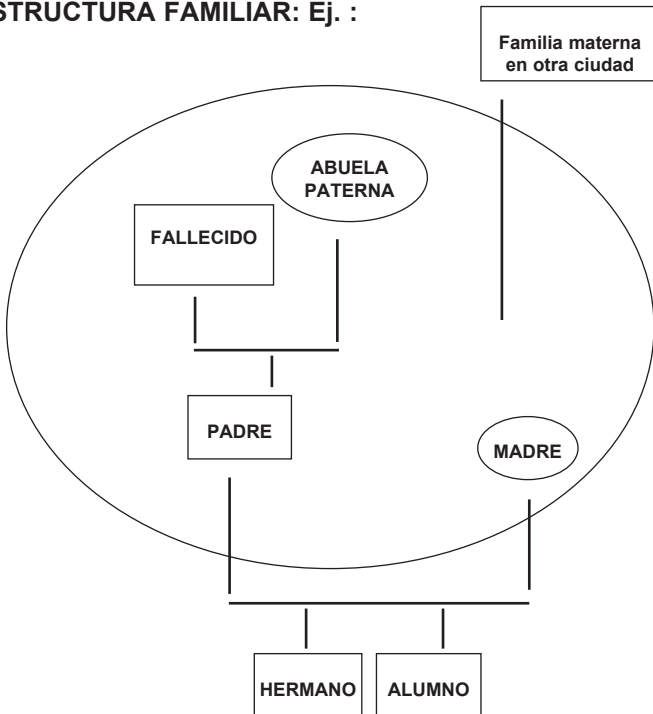 STRUCTURA FAMILIAR: Ej. :
Familia materna
en otra ciudad
ABUELA
PATERNA
FALLECIDO
PADRE
MADRE
HERMANO
ALUMNO